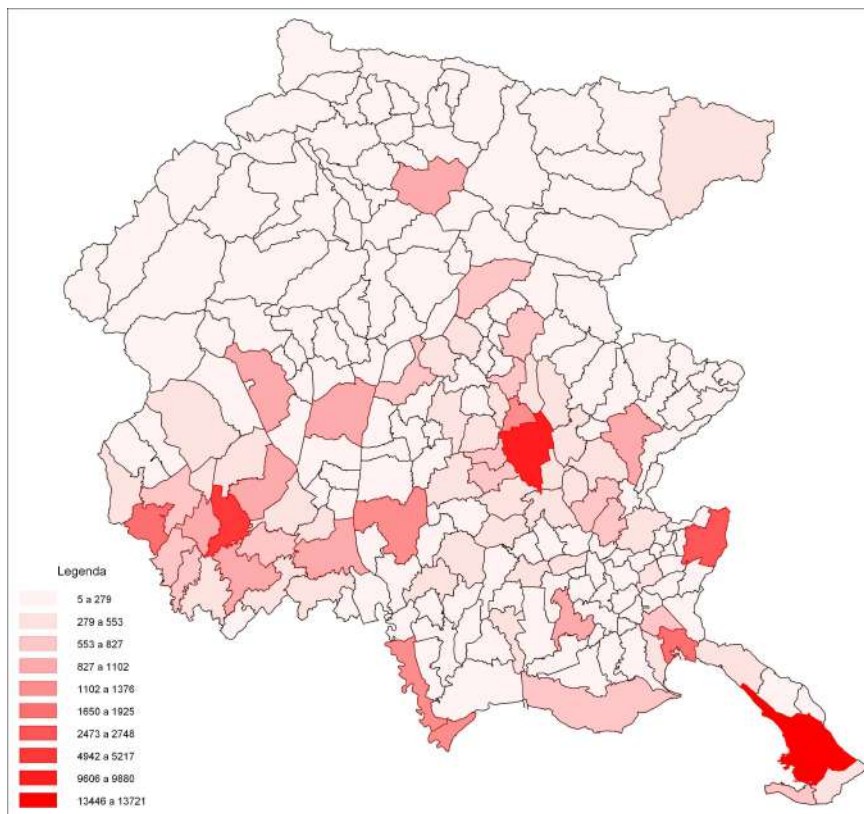 Legenda
5 a 279
279 a 553
553 a 827
827 a 1102
1102 a 1376
1650 a 1925
2473 a 2748
4942 a 5217
9606 a 9880
13446 a 13721